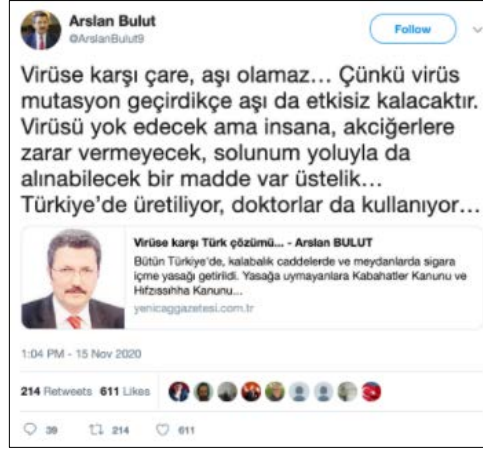 Arslan Bulut
@ArslanBulut9
Follow
Virüse karşı çare, aşı olamaz... Çünkü virüs
mutasyon geçirdikçe aşı da etkisiz kalacaktır.
Virüsü yok edecek ama insana, akciğerlere
zarar vermeyecek, solunum yoluyla da
alınabilecek bir madde var üstelik...
Türkiye'de üretiliyor, doktorlar da kullanıyor...
Virüse karşı Türk çözümü... - Arslan BULUT
Bütün Türkiye'de, kalabalık caddelerde ve meydanlarda sigara
içme yasağı getirildi. Yasağa uymayanlara Kabahatler Kanunu ve
Hıfzıssıhha Kanunu...
yenicaggazetesi.com.tr
1:04 PM - 15 Nov 2020
214 Retweets 611 Likes
39 214 611